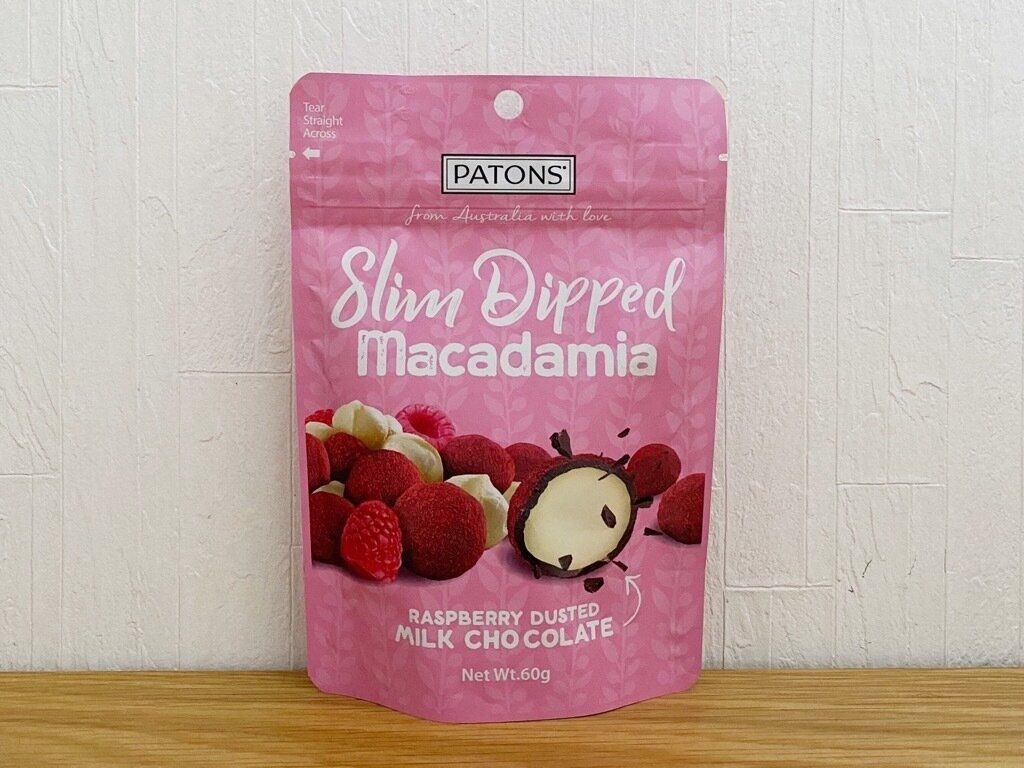 Tear
Straight
Across
PATONS®
from Australia with love
Slim Dipped
Macadamia
RASPBERRY DUSTED
MILK CHOCOLATE
Net Wt.60g